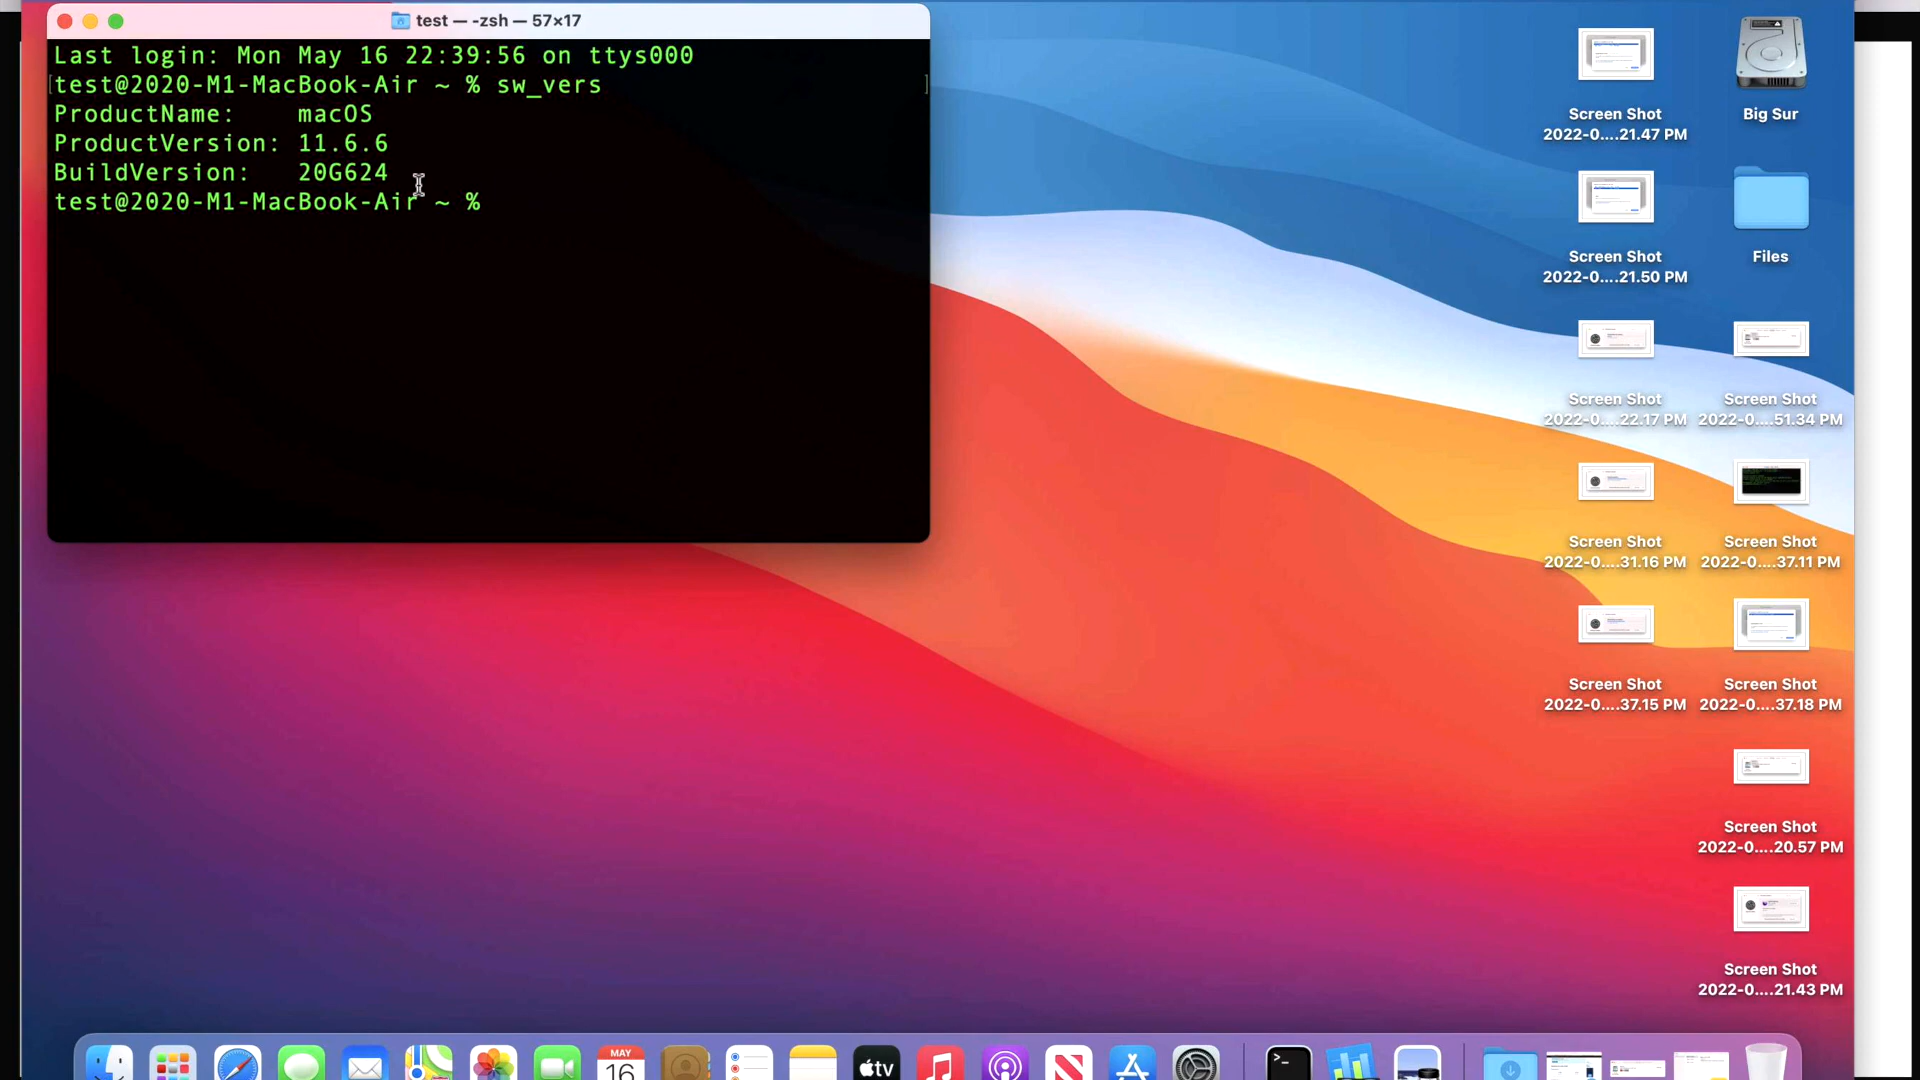 test — -zsh — 57×17
Last login: Mon May 16 22:39:56 on ttys000
[test@2020-M1-MacBook-Air ~ % sw_vers ]
ProductName:    macOS
ProductVersion: 11.6.6
BuildVersion:   20G624
test@2020-M1-MacBook-Air ~ %
Screen Shot
2022-0....21.47 PM
Big Sur
Screen Shot
2022-0....21.50 PM
Files
Screen Shot
2022-0....22.17 PM
Screen Shot
2022-0....51.34 PM
Screen Shot
2022-0....31.16 PM
Screen Shot
2022-0....37.11 PM
Screen Shot
2022-0....37.15 PM
Screen Shot
2022-0....37.18 PM
Screen Shot
2022-0....20.57 PM
Screen Shot
2022-0....21.43 PM
MAY
16
tv
>_